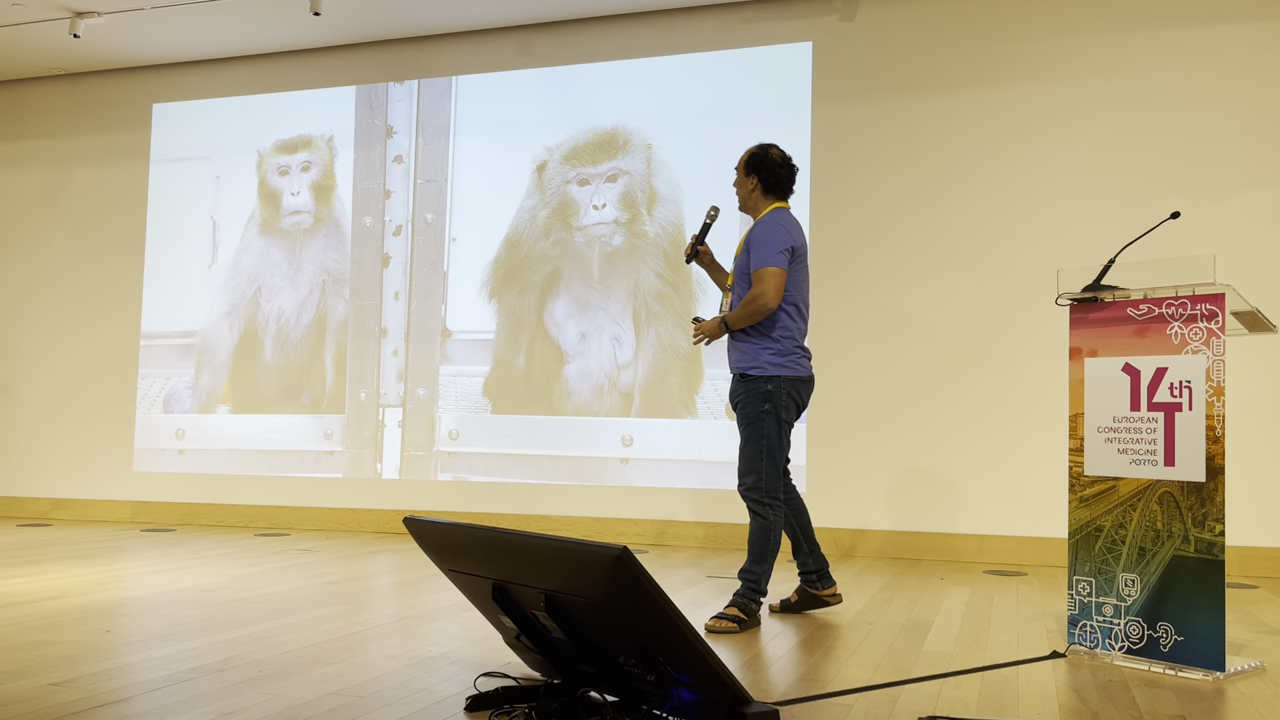 14th
EUROPEAN
CONGRESS OF
INTEGRATIVE
MEDICINE
PORTO